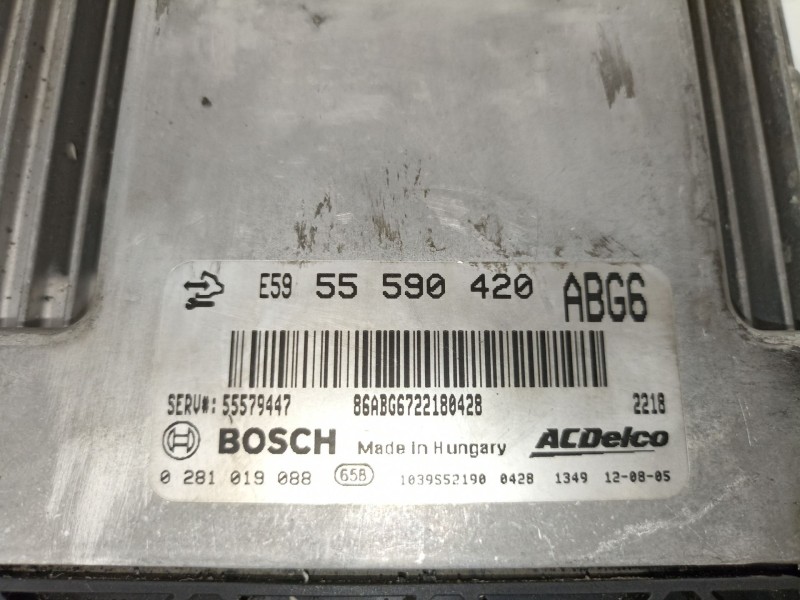 E59 55 590 420 ABG6
SERV#: 55579447 86ABG6722180428 2218
BOSCH Made in Hungary ACDelco
0 281 019 088 65B 1039S52190 0428 1349 12-08-05